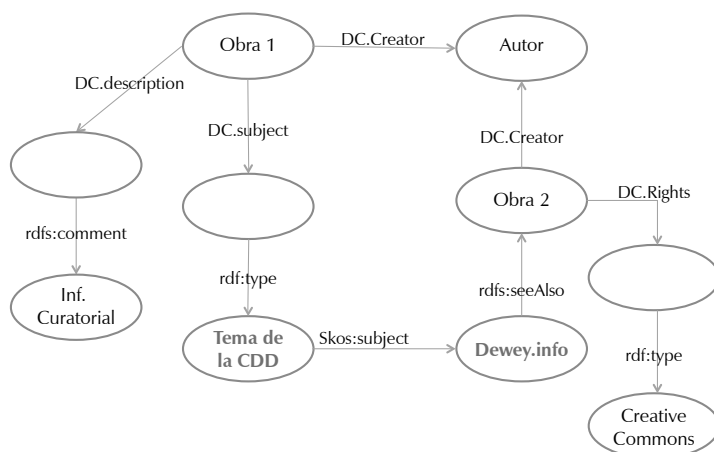 Obra 1
DC.Creator
Autor
DC.description
DC.subject
DC.Creator
Obra 2
DC.Rights
rdfs:comment
rdf:type
rdfs:seeAlso
Inf.
Curatorial
Tema de
la CDD
Skos:subject
Dewey.info
rdf:type
Creative
Commons